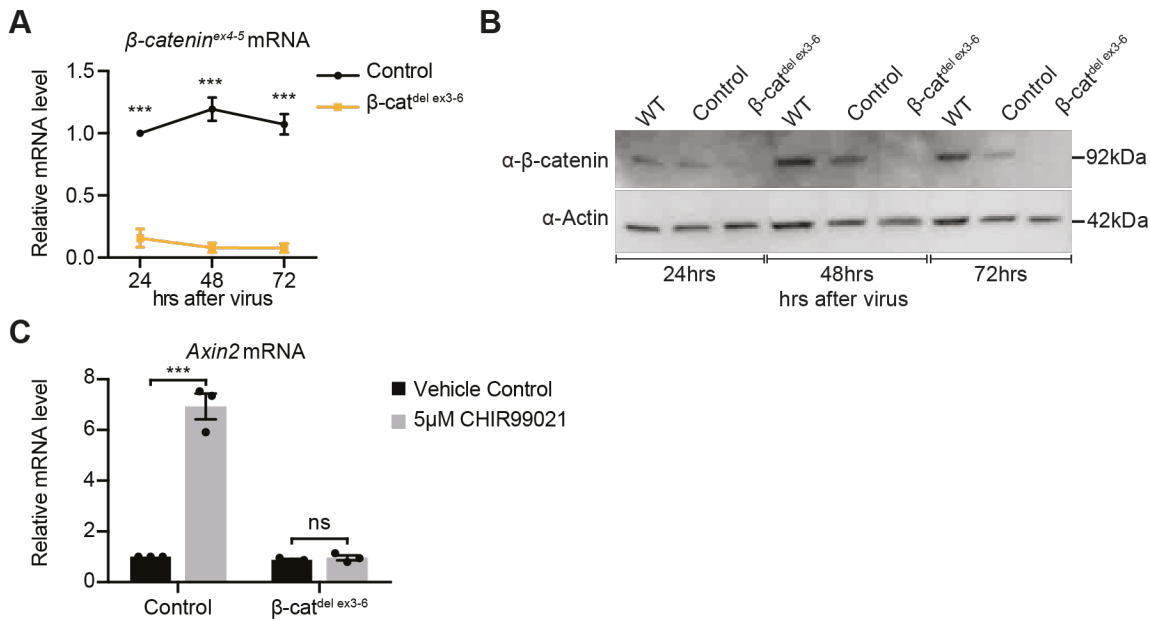 A
β-catenin^ex4-5 mRNA
Relative mRNA level
1.5
1.0
0.5
0.0
*** *** ***
24 48 72
hrs after virus
Control
β-cat^del ex3-6
B
WT Control β-cat^del ex3-6 WT Control β-cat^del ex3-6 WT Control β-cat^del ex3-6
α-β-catenin
92kDa
α-Actin
42kDa
24hrs 48hrs 72hrs
hrs after virus
C
Axin2 mRNA
Relative mRNA level
8
6
4
2
0
***
ns
Control β-cat^del ex3-6
Vehicle Control
5µM CHIR99021